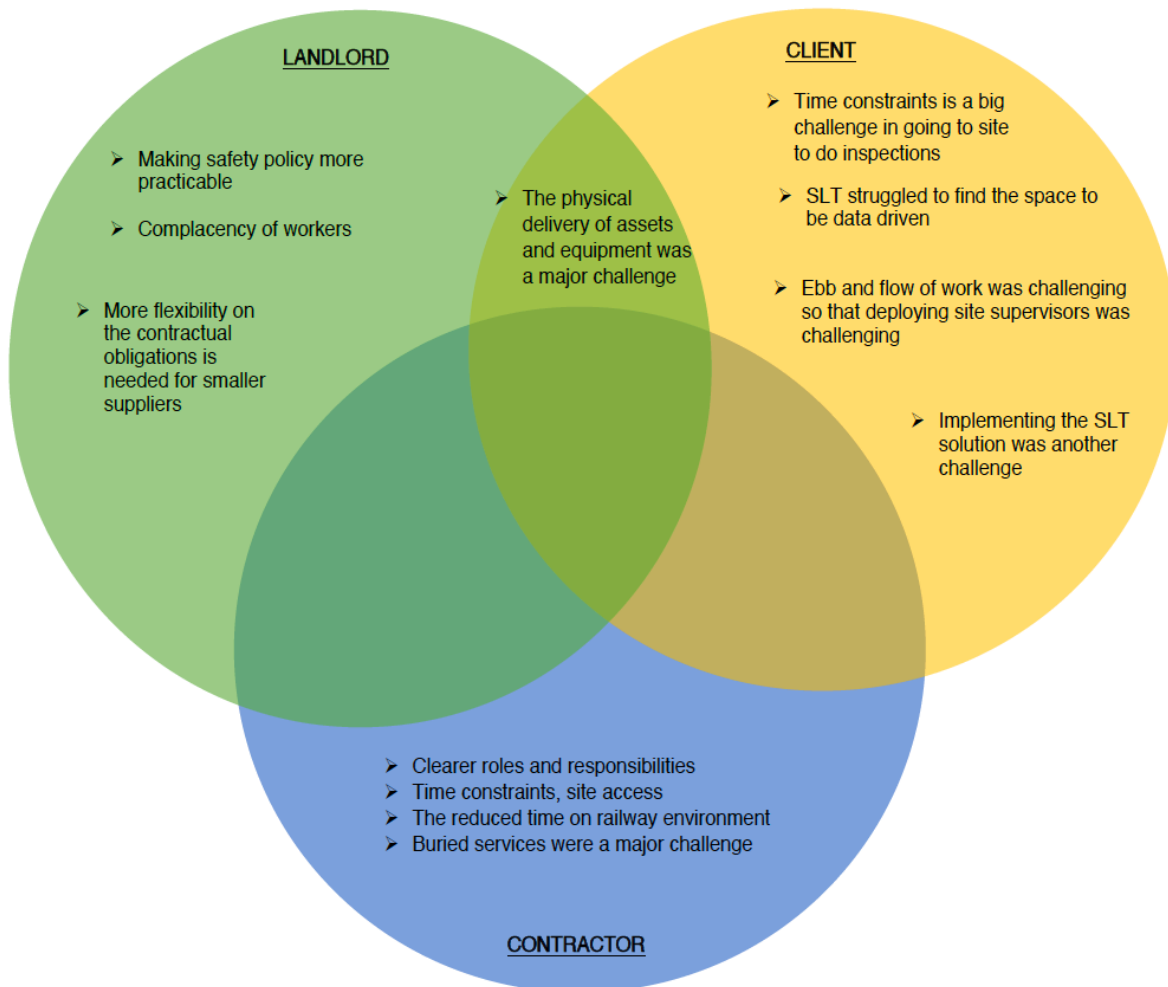 LANDLORD
➢ Making safety policy more
practicable
➢ Complacency of workers
➢ More flexibility on
the contractual
obligations is
needed for smaller
suppliers
➢ The physical
delivery of assets
and equipment was
a major challenge
CLIENT
➢ Time constraints is a big
challenge in going to site
to do inspections
➢ SLT struggled to find the space to
be data driven
➢ Ebb and flow of work was challenging
so that deploying site supervisors was
challenging
➢ Implementing the SLT
solution was another
challenge
➢ Clearer roles and responsibilities
➢ Time constraints, site access
➢ The reduced time on railway environment
➢ Buried services were a major challenge
CONTRACTOR